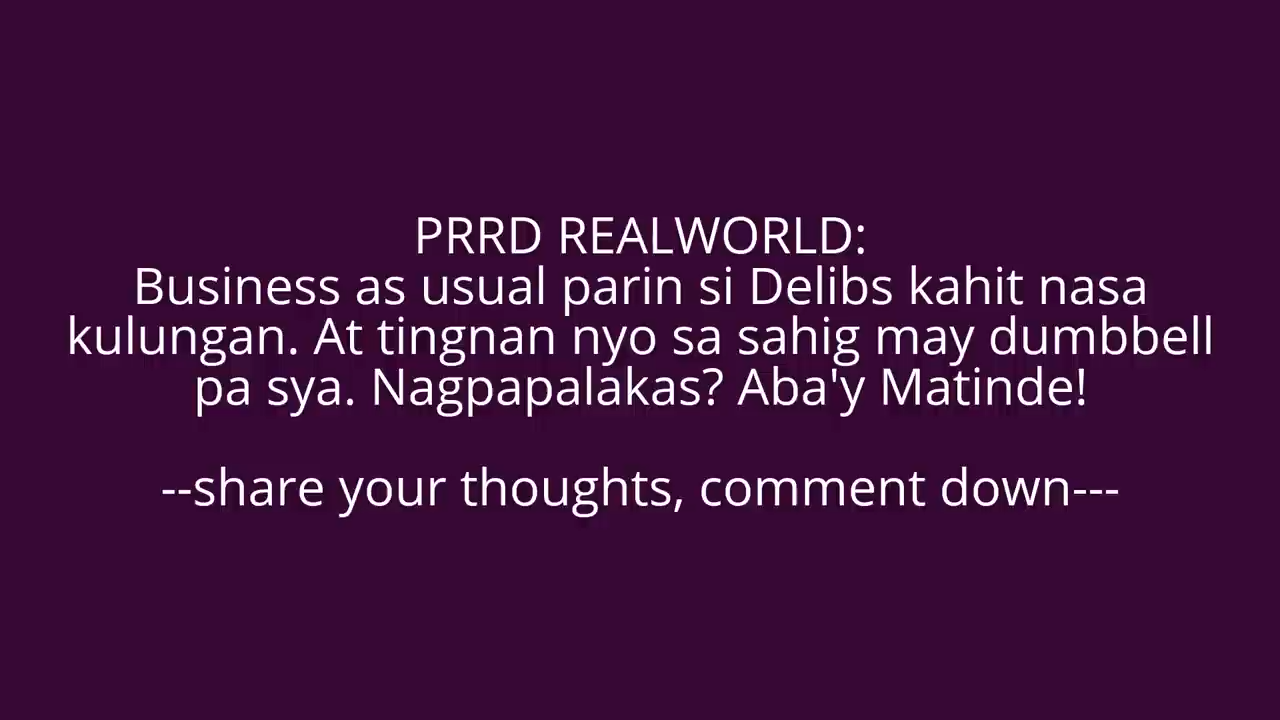 PRRD REALWORLD:
Business as usual parin si Delibs kahit nasa
kulungan. At tingnan nyo sa sahig may dumbbell
pa sya. Nagpapalakas? Aba'y Matinde!
--share your thoughts, comment down---